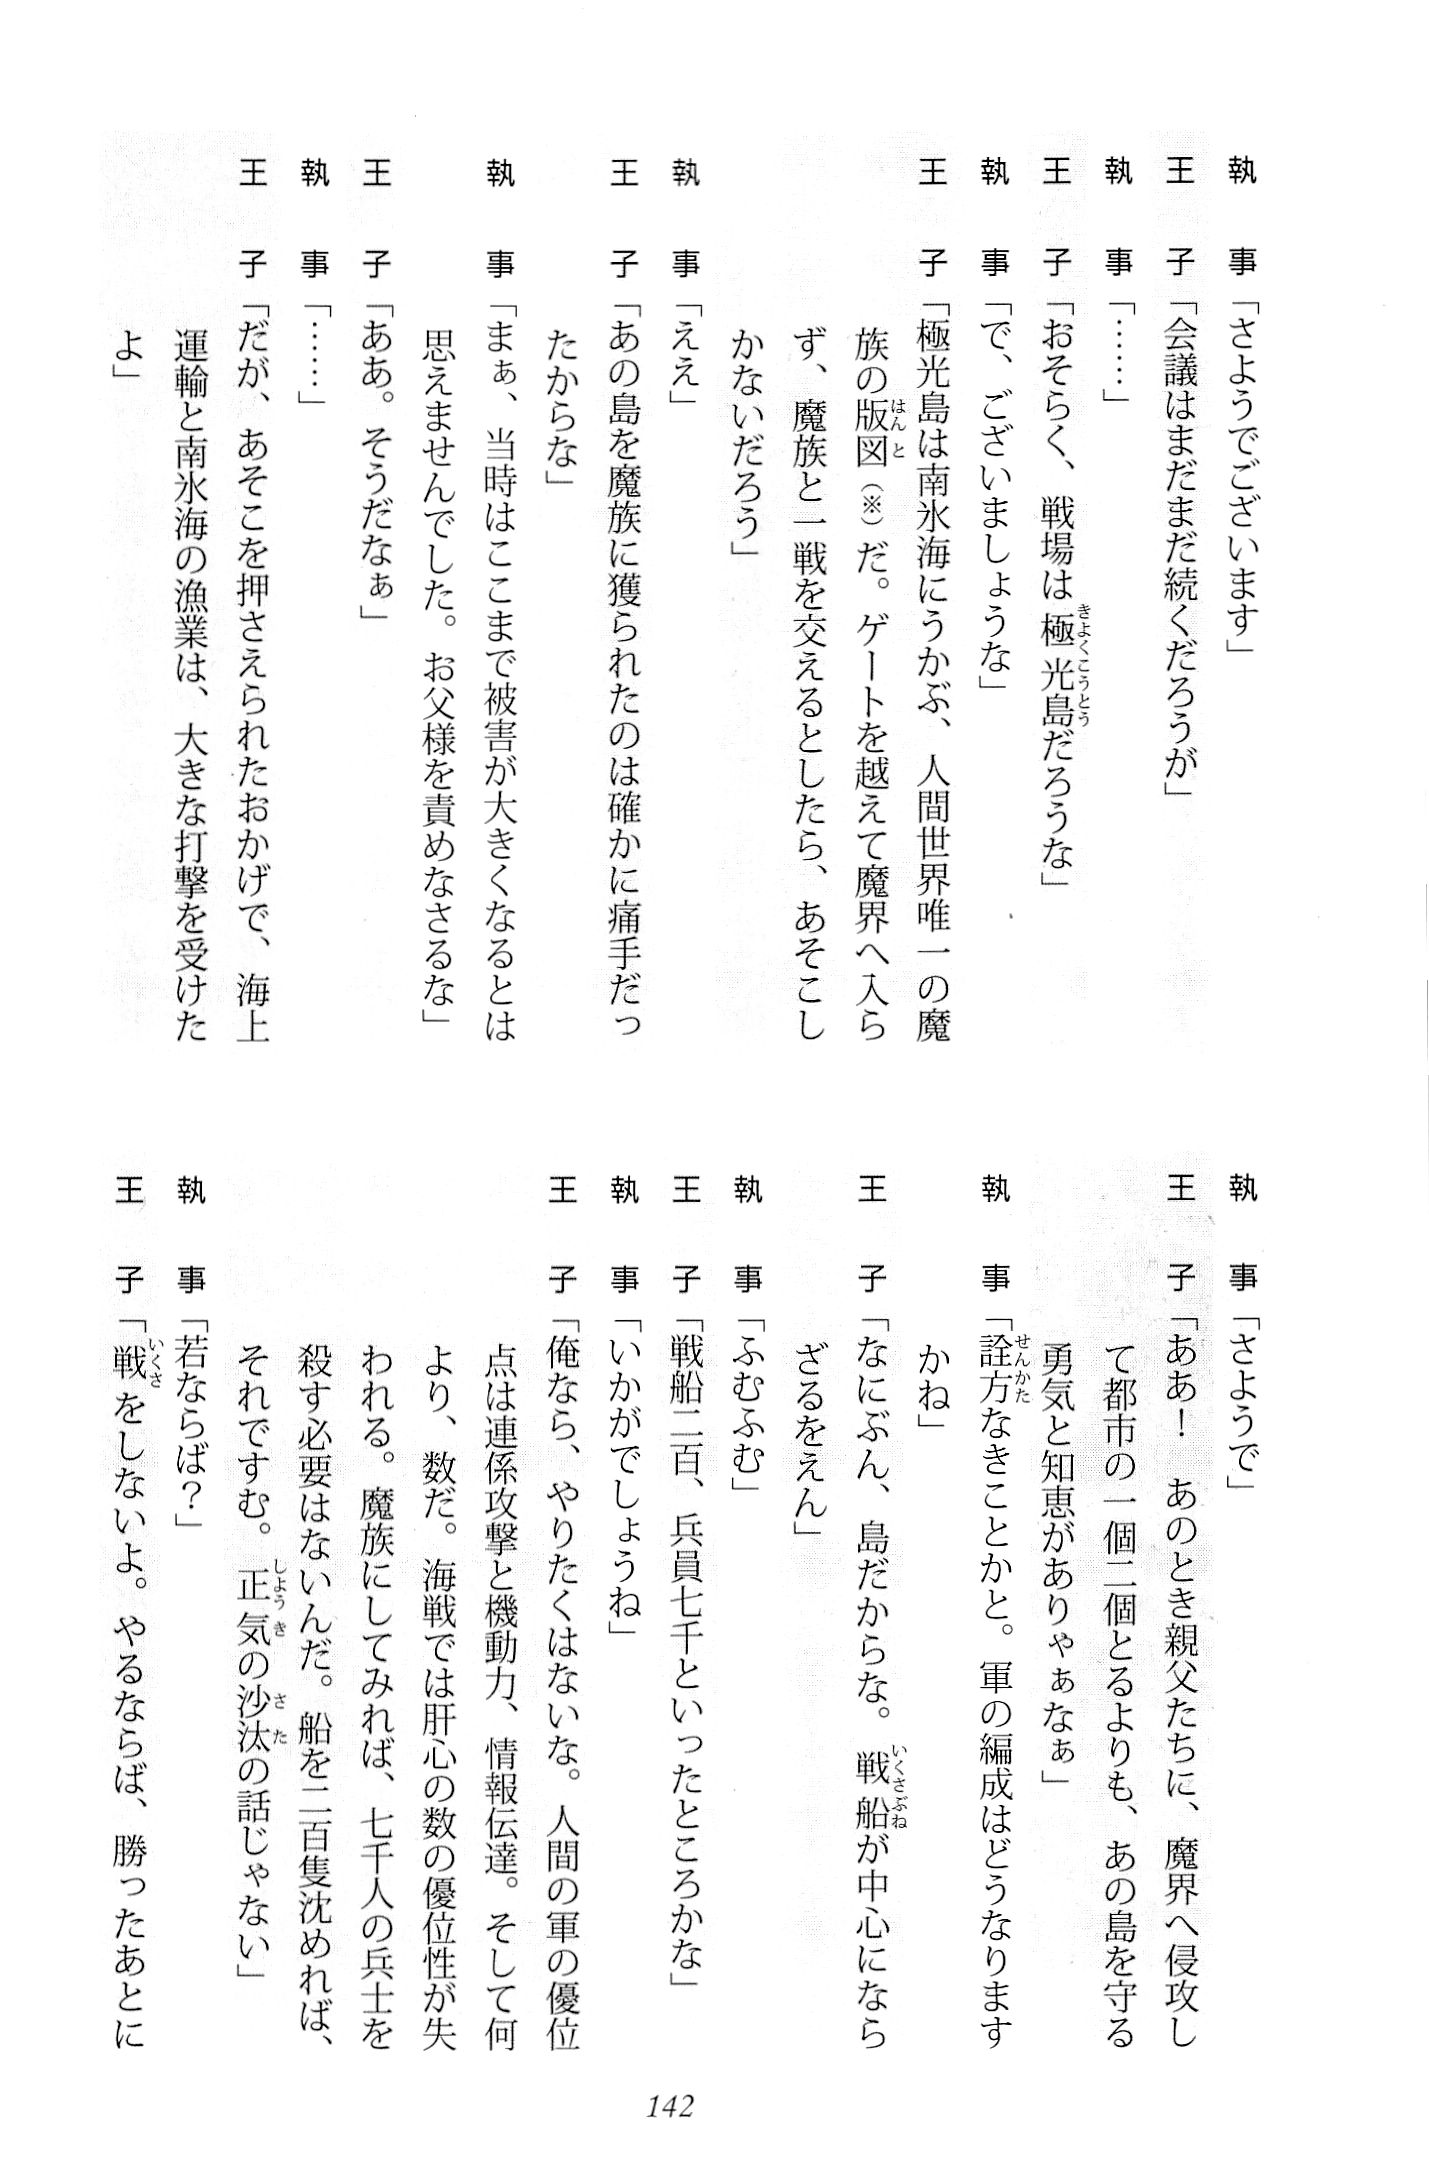 執　事「さようでございます」
王　子「会議はまだまだ続くだろうが」
執　事「……」
王　子「おそらく、戦場は極光島だろうな」
執　事「で、ございましょうな」
王　子「極光島は南氷海にうかぶ、人間世界唯一の魔
族の版図（※）だ。ゲートを越えて魔界へ入ら
ず、魔族と一戦を交えるとしたら、あそこし
かないだろう」
執　事「ええ」
王　子「あの島を魔族に獲られたのは確かに痛手だっ
たからな」
執　事「まぁ、当時はここまで被害が大きくなるとは
思えませんでした。お父様を責めなさるな」
王　子「ああ。そうだなぁ」
執　事「……」
王　子「だが、あそこを押さえられたおかげで、海上
運輸と南氷海の漁業は、大きな打撃を受けた
よ」
執　事「さようで」
王　子「ああ！　あのとき親父たちに、魔界へ侵攻し
て都市の一個二個とるよりも、あの島を守る
勇気と知恵がありゃぁなぁ」
執　事「詮方なきことかと。軍の編成はどうなります
かね」
王　子「なにぶん、島だからな。戦船が中心になら
ざるをえん」
執　事「ふむふむ」
王　子「戦船二百、兵員七千といったところかな」
執　事「いかがでしょうね」
王　子「俺なら、やりたくはないな。人間の軍の優位
点は連係攻撃と機動力、情報伝達。そして何
より、数だ。海戦では肝心の数の優位性が失
われる。魔族にしてみれば、七千人の兵士を
殺す必要はないんだ。船を二百隻沈めれば、
それですむ。正気の沙汰の話じゃない」
執　事「若ならば？」
王　子「戦をしないよ。やるならば、勝ったあとに
142